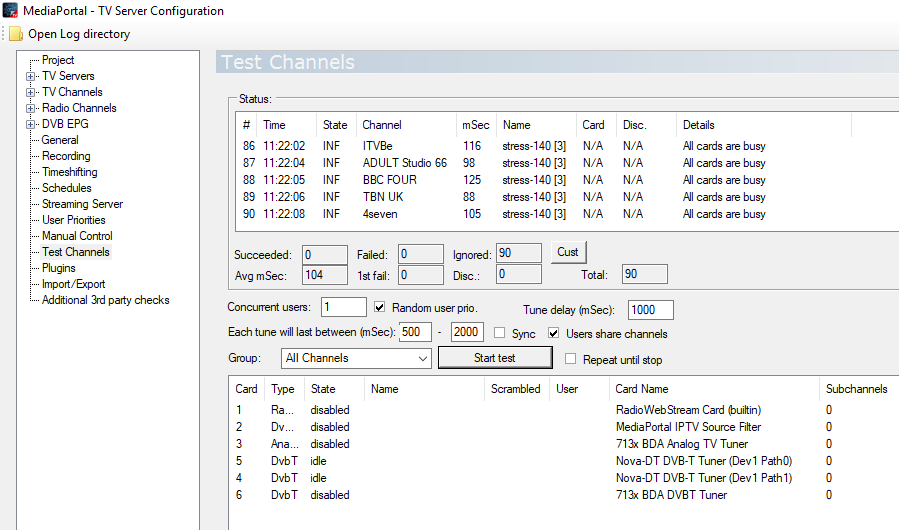 MediaPortal - TV Server Configuration
Open Log directory
Project
TV Servers
TV Channels
Radio Channels
DVB EPG
General
Recording
Timeshifting
Schedules
Streaming Server
User Priorities
Manual Control
Test Channels
Plugins
Import/Export
Additional 3rd party checks
Test Channels
Status:
# Time State Channel mSec Name Card Disc. Details
86 11:22:02 INF ITVBe 116 stress-140 [3] N/A N/A All cards are busy
87 11:22:04 INF ADULT Studio 66 98 stress-140 [3] N/A N/A All cards are busy
88 11:22:05 INF BBC FOUR 125 stress-140 [3] N/A N/A All cards are busy
89 11:22:06 INF TBN UK 88 stress-140 [3] N/A N/A All cards are busy
90 11:22:08 INF 4seven 105 stress-140 [3] N/A N/A All cards are busy
Succeeded: 0 Failed: 0 Ignored: 90 Cust
Avg mSec: 104 1st fail: 0 Disc.: 0 Total: 90
Concurrent users: 1 Random user prio. Tune delay (mSec): 1000
Each tune will last between (mSec): 500 - 2000 Sync Users share channels
Group: All Channels Start test Repeat until stop
Card Type State Name Scrambled User Card Name Subchannels
1 Ra... disabled RadioWebStream Card (builtin) 0
2 Dv... disabled MediaPortal IPTV Source Filter 0
3 Ana... disabled 713x BDA Analog TV Tuner 0
5 DvbT idle Nova-DT DVB-T Tuner (Dev1 Path0) 0
4 DvbT idle Nova-DT DVB-T Tuner (Dev1 Path1) 0
6 DvbT disabled 713x BDA DVBT Tuner 0